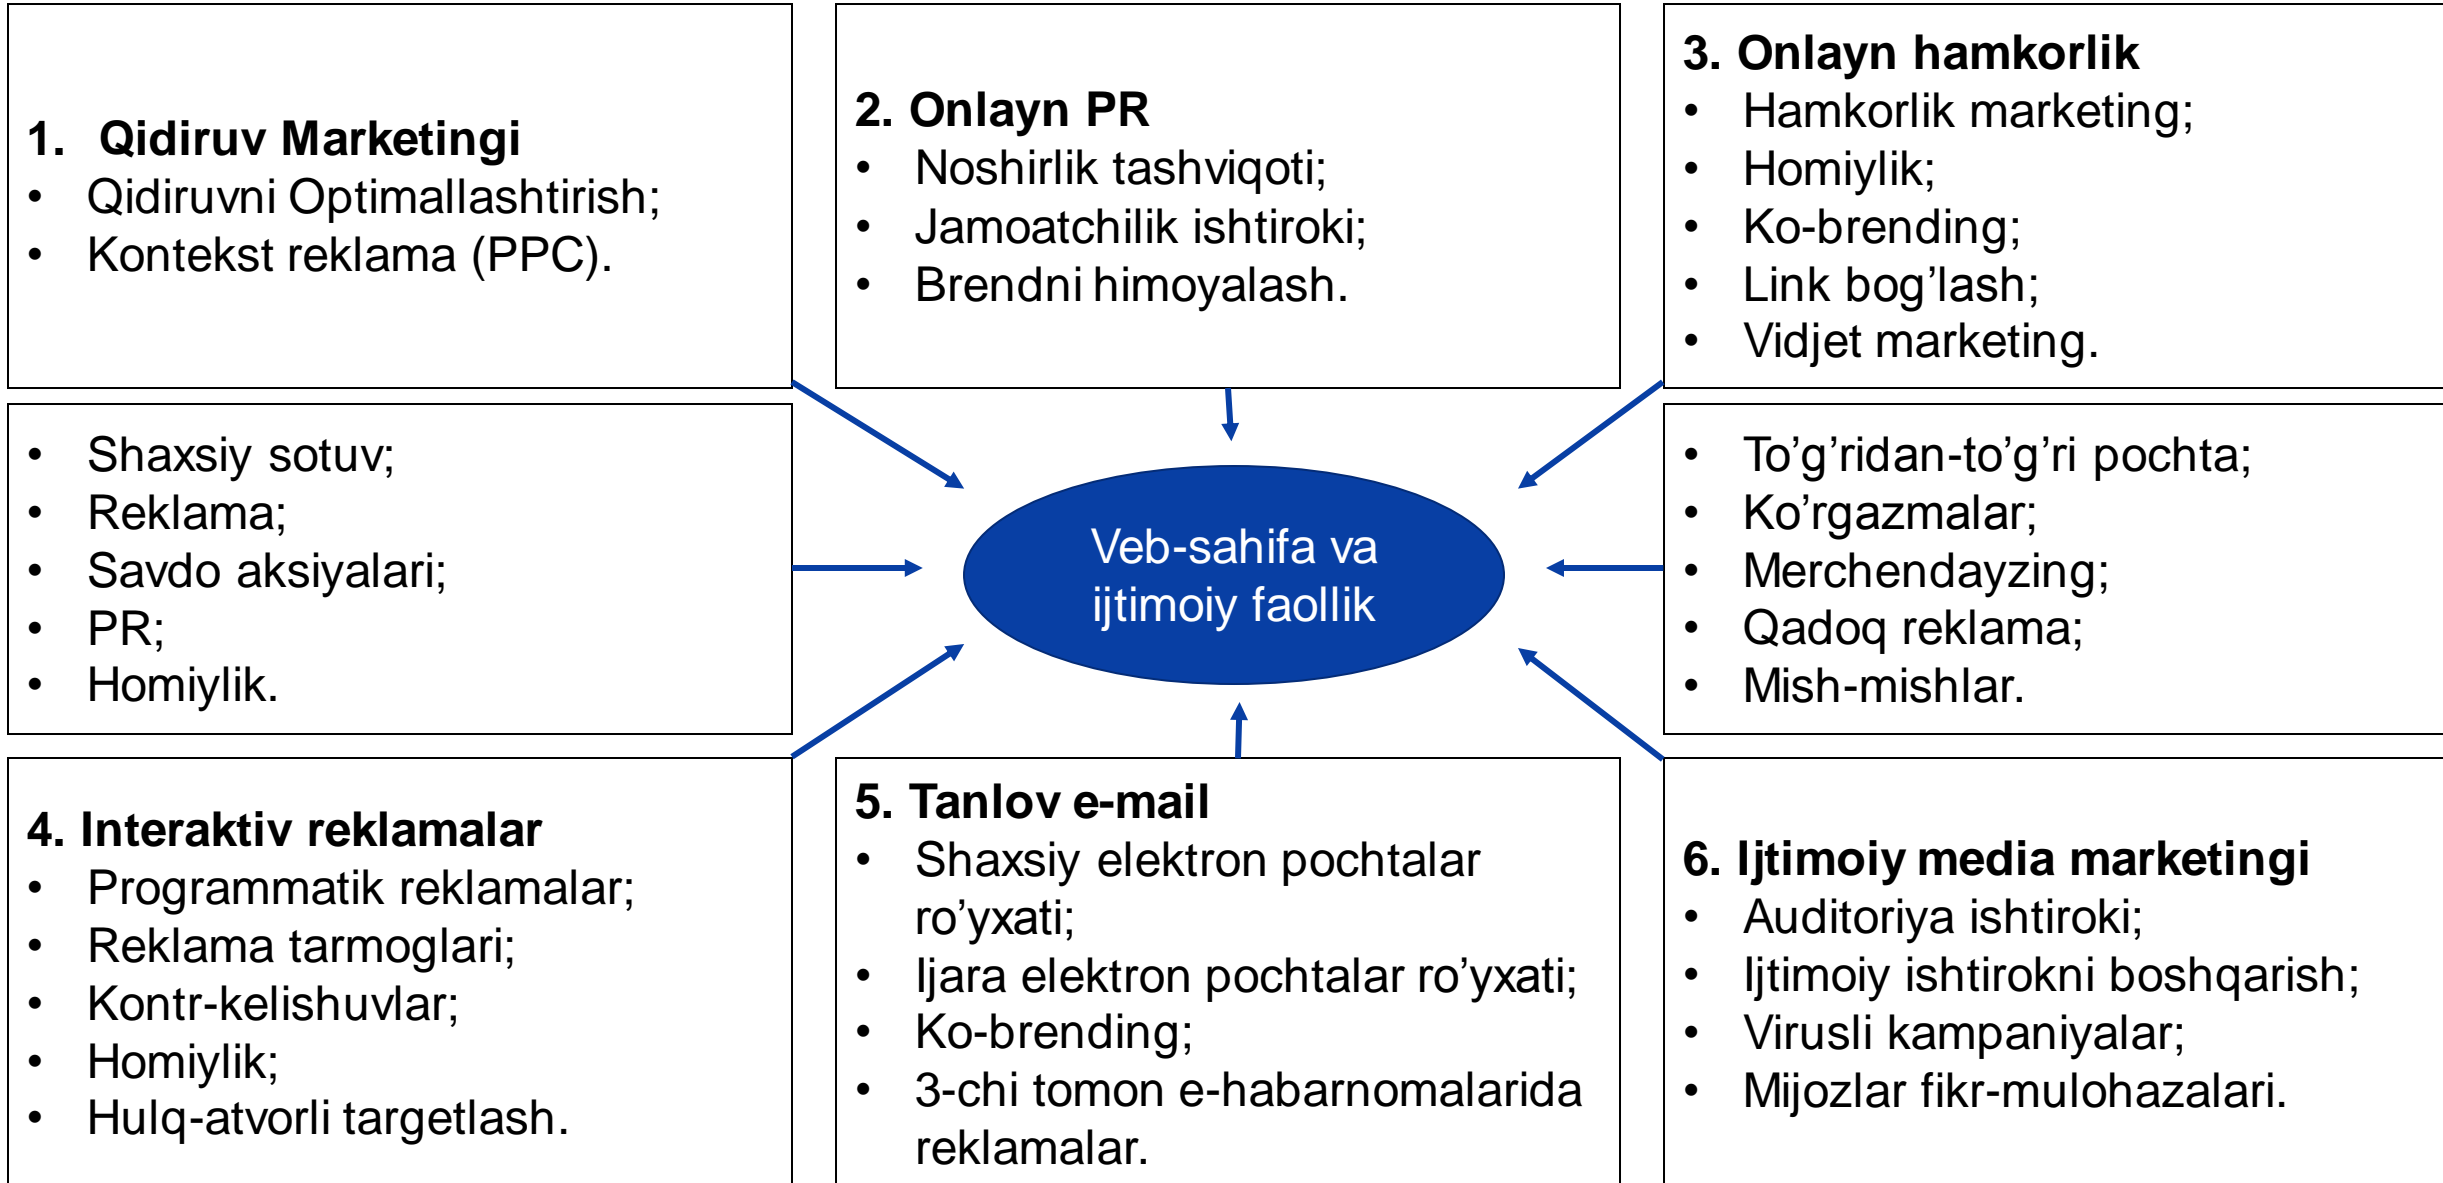 1. Qidiruv Marketingi
• Qidiruvni Optimallashtirish;
• Kontekst reklama (PPC).
2. Onlayn PR
• Noshirlik tashviqoti;
• Jamoatchilik ishtiroki;
• Brendni himoyalash.
3. Onlayn hamkorlik
• Hamkorlik marketing;
• Homiylik;
• Ko-brending;
• Link bog’lash;
• Vidjet marketing.
• Shaxsiy sotuv;
• Reklama;
• Savdo aksiyalari;
• PR;
• Homiylik.
Veb-sahifa va
ijtimoiy faollik
• To’g’ridan-to’g’ri pochta;
• Ko’rgazmalar;
• Merchendayzing;
• Qadoq reklama;
• Mish-mishlar.
4. Interaktiv reklamalar
• Programmatik reklamalar;
• Reklama tarmoglari;
• Kontr-kelishuvlar;
• Homiylik;
• Hulq-atvorli targetlash.
5. Tanlov e-mail
• Shaxsiy elektron pochtalar
ro’yxati;
• Ijara elektron pochtalar ro’yxati;
• Ko-brending;
• 3-chi tomon e-habarnomalarida
reklamalar.
6. Ijtimoiy media marketingi
• Auditoriya ishtiroki;
• Ijtimoiy ishtirokni boshqarish;
• Virusli kampaniyalar;
• Mijozlar fikr-mulohazalari.